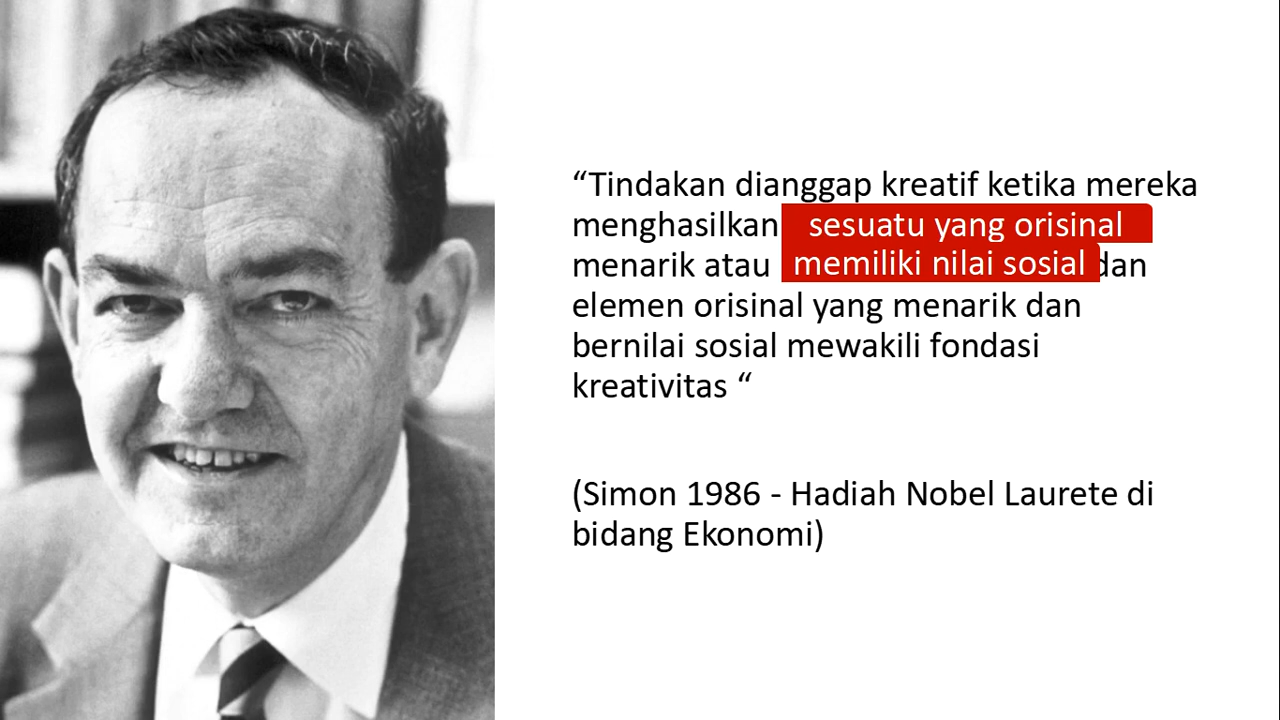 “Tindakan dianggap kreatif ketika mereka
menghasilkan sesuatu yang orisinal
menarik atau memiliki nilai sosial dan
elemen orisinal yang menarik dan
bernilai sosial mewakili fondasi
kreativitas “
(Simon 1986 - Hadiah Nobel Laurete di
bidang Ekonomi)